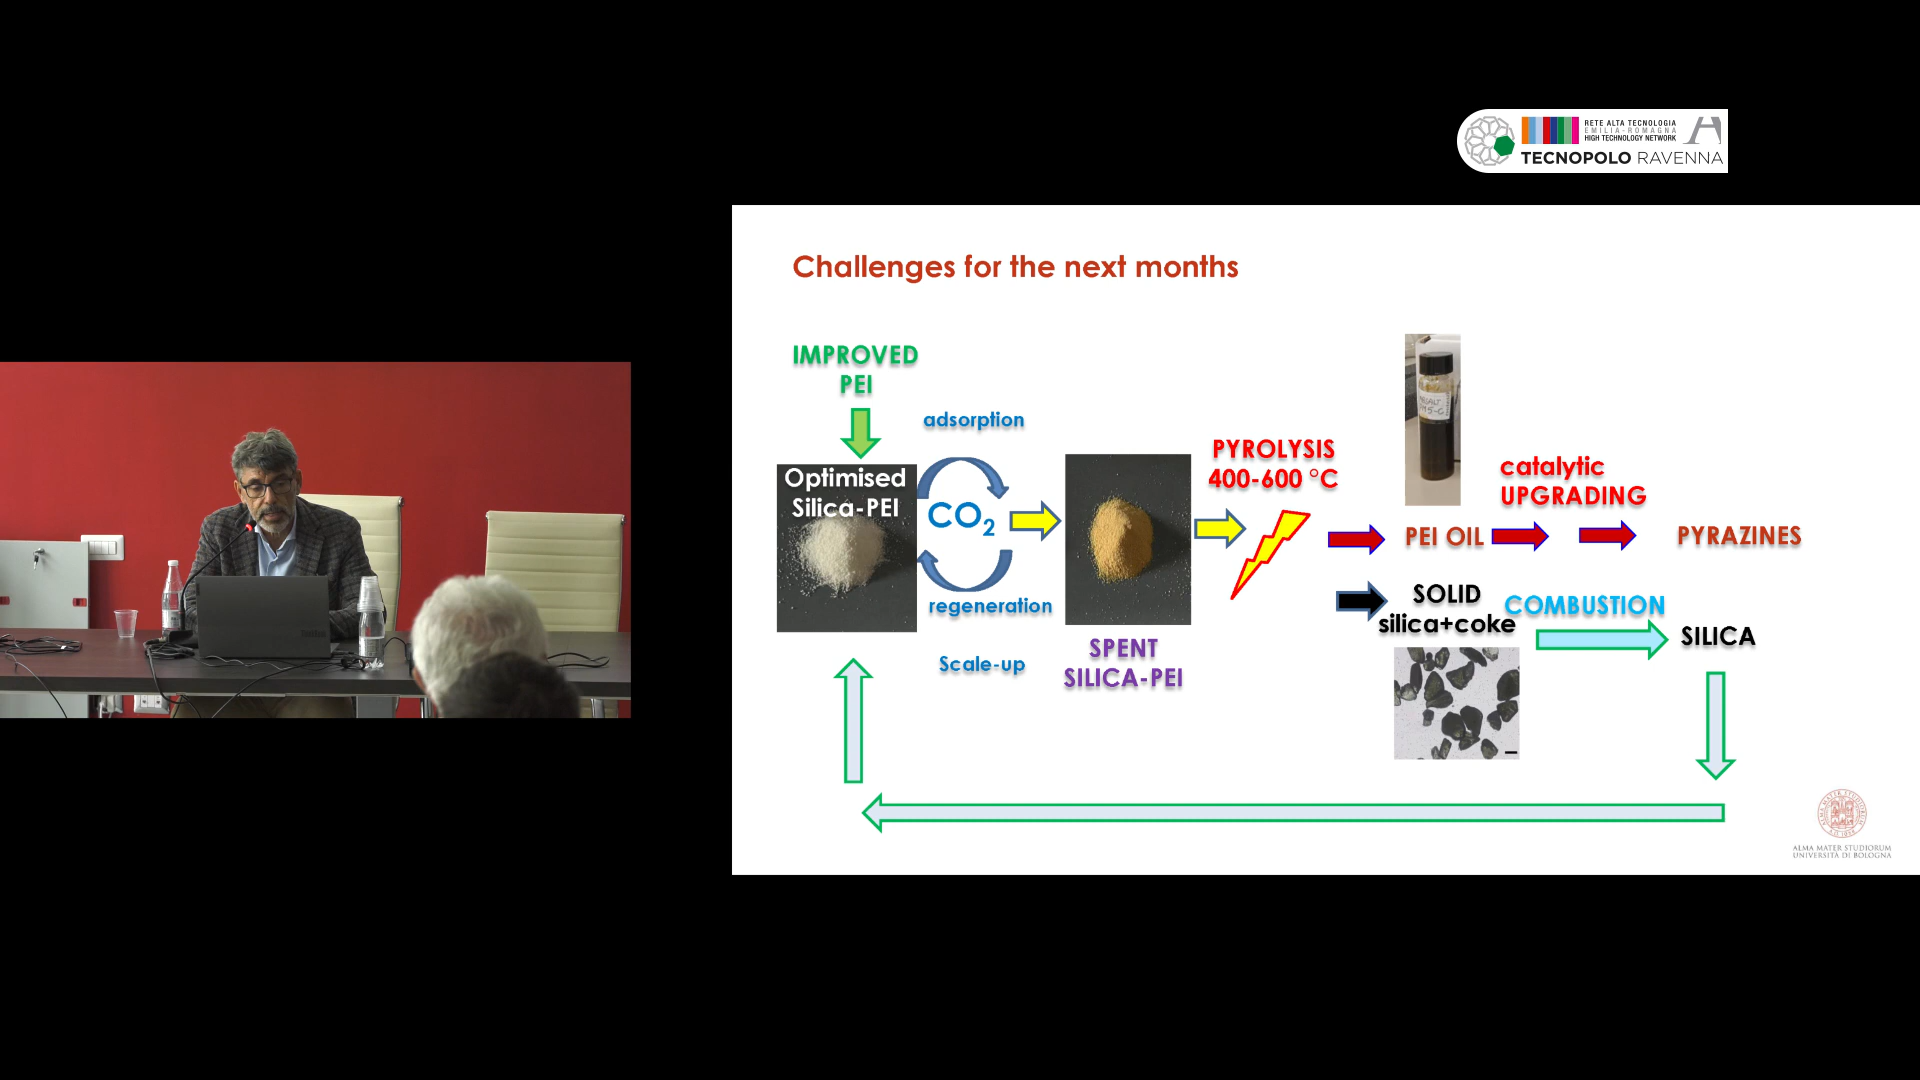 RETE ALTA TECNOLOGIA
EMILIA-ROMAGNA
HIGH TECHNOLOGY NETWORK
TECNOPOLO RAVENNA
Challenges for the next months
IMPROVED
PEI
adsorption
Optimised
Silica-PEI
CO2
regeneration
Scale-up
SPENT
SILICA-PEI
PYROLYSIS
400-600 °C
PEI OIL
catalytic
UPGRADING
PYRAZINES
SOLID
silica+coke
COMBUSTION
SILICA
ALMA MATER STUDIORUM
UNIVERSITÀ DI BOLOGNA